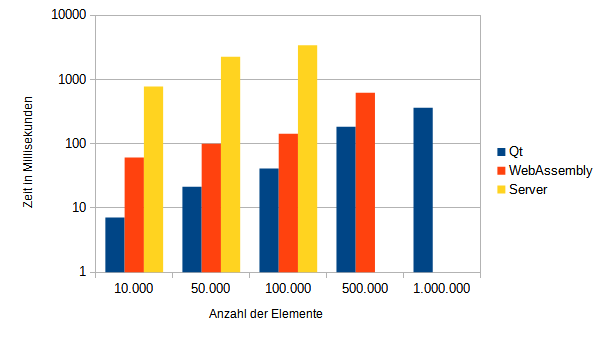 10000
1000
100
10
1
Zeit in Millisekunden
10.000 50.000 100.000 500.000 1.000.000
Anzahl der Elemente
Qt
WebAssembly
Server